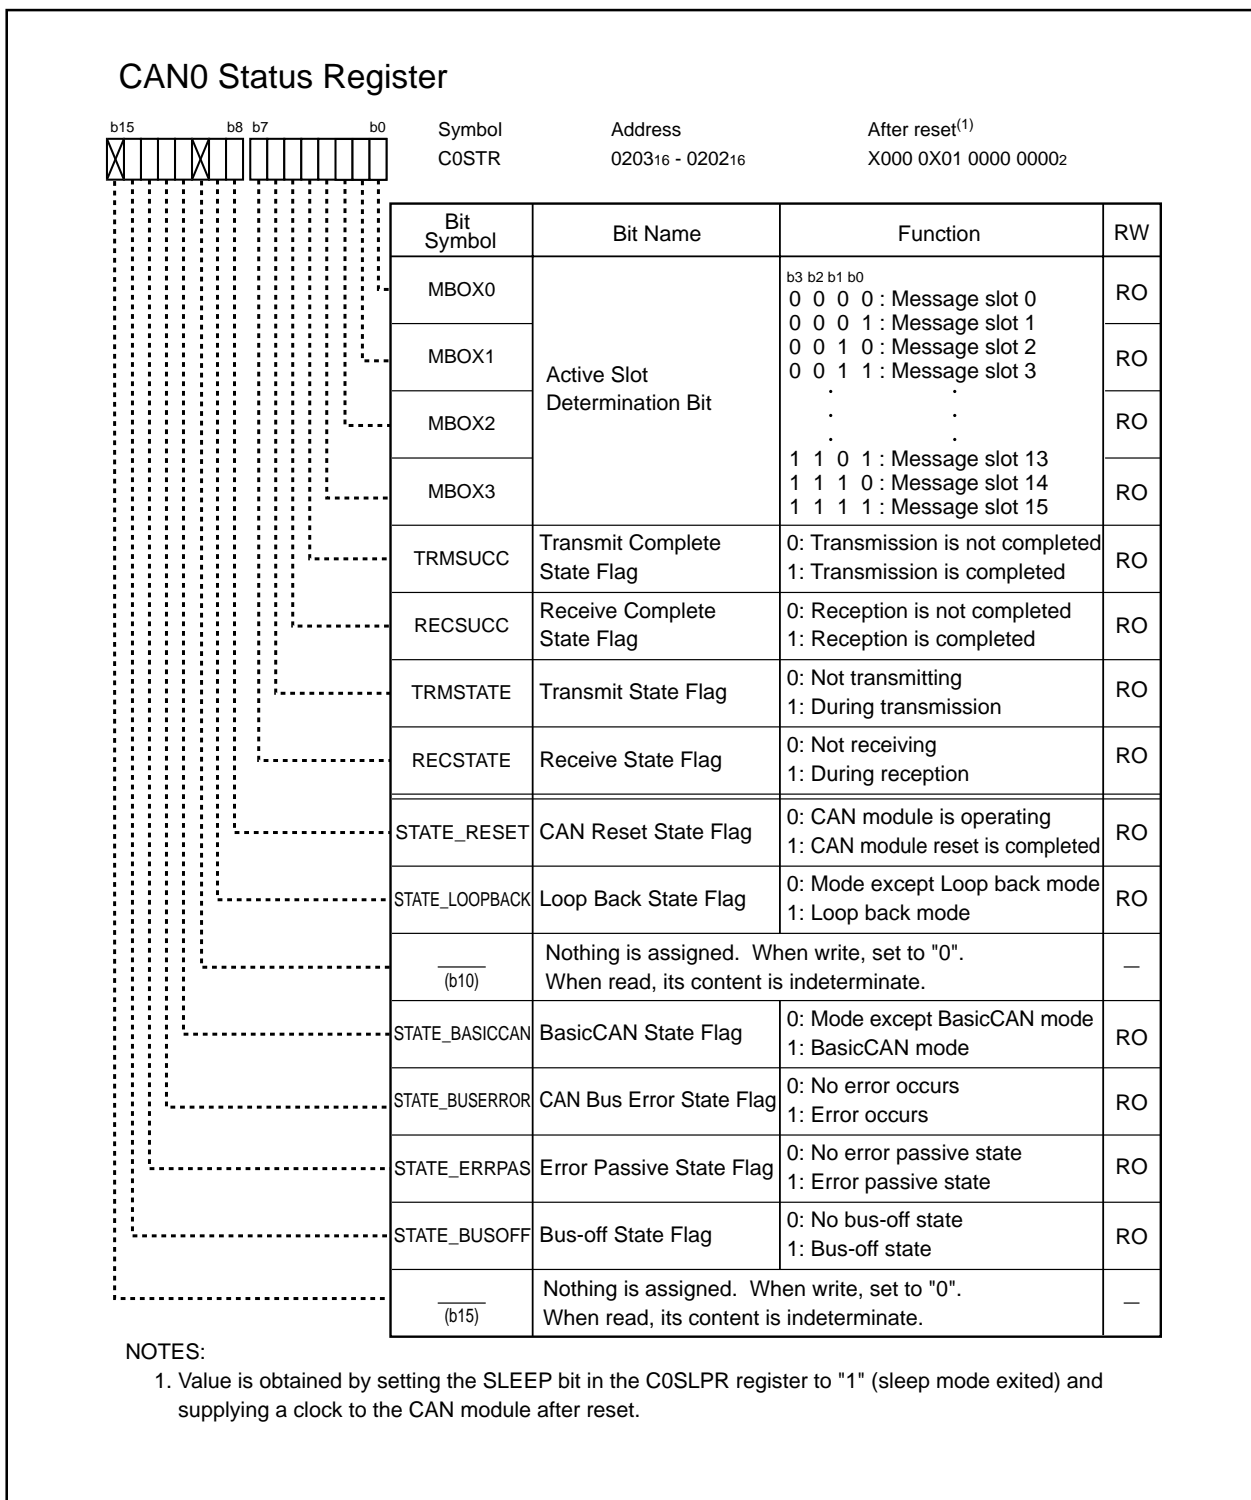 CAN0 Status Register
b15 b8 b7 b0
Symbol Address After reset(1)
C0STR 020316 - 020216 X000 0X01 0000 00002
Bit Symbol Bit Name Function RW
MBOX0 RO
MBOX1 RO
MBOX2 RO
MBOX3 RO
Active Slot
Determination Bit
b3 b2 b1 b0
0 0 0 0 : Message slot 0
0 0 0 1 : Message slot 1
0 0 1 0 : Message slot 2
0 0 1 1 : Message slot 3
. .
. .
. .
1 1 0 1 : Message slot 13
1 1 1 0 : Message slot 14
1 1 1 1 : Message slot 15
TRMSUCC Transmit Complete State Flag 0: Transmission is not completed
1: Transmission is completed RO
RECSUCC Receive Complete State Flag 0: Reception is not completed
1: Reception is completed RO
TRMSTATE Transmit State Flag 0: Not transmitting
1: During transmission RO
RECSTATE Receive State Flag 0: Not receiving
1: During reception RO
STATE_RESET CAN Reset State Flag 0: CAN module is operating
1: CAN module reset is completed RO
STATE_LOOPBACK Loop Back State Flag 0: Mode except Loop back mode
1: Loop back mode RO
(b10) Nothing is assigned. When write, set to "0".
When read, its content is indeterminate. —
STATE_BASICCAN BasicCAN State Flag 0: Mode except BasicCAN mode
1: BasicCAN mode RO
STATE_BUSERROR CAN Bus Error State Flag 0: No error occurs
1: Error occurs RO
STATE_ERRPAS Error Passive State Flag 0: No error passive state
1: Error passive state RO
STATE_BUSOFF Bus-off State Flag 0: No bus-off state
1: Bus-off state RO
(b15) Nothing is assigned. When write, set to "0".
When read, its content is indeterminate. —
NOTES:
1. Value is obtained by setting the SLEEP bit in the C0SLPR register to "1" (sleep mode exited) and
supplying a clock to the CAN module after reset.